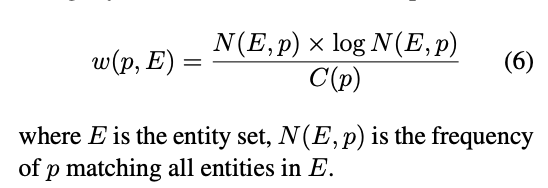 w(p, E) = N(E, p) × log N(E, p) / C(p) (6)
where E is the entity set, N(E, p) is the frequency
of p matching all entities in E.